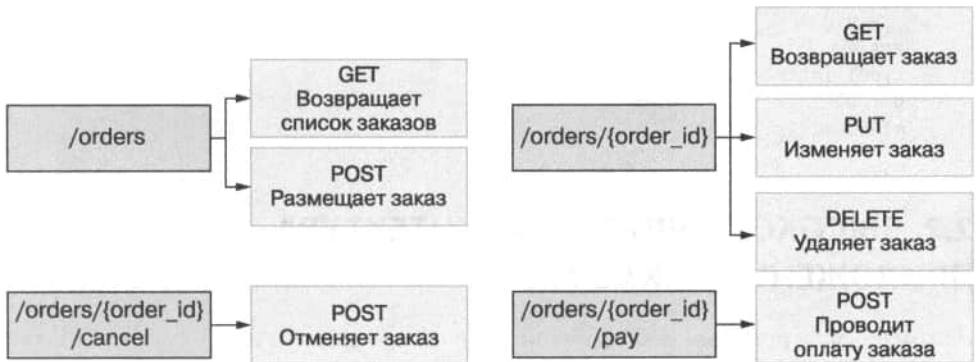 /orders
GET
Возвращает
список заказов
POST
Размещает заказ
/orders/{order_id}
GET
Возвращает заказ
PUT
Изменяет заказ
DELETE
Удаляет заказ
/orders/{order_id}
/cancel
POST
Отменяет заказ
/orders/{order_id}
/pay
POST
Проводит
оплату заказа